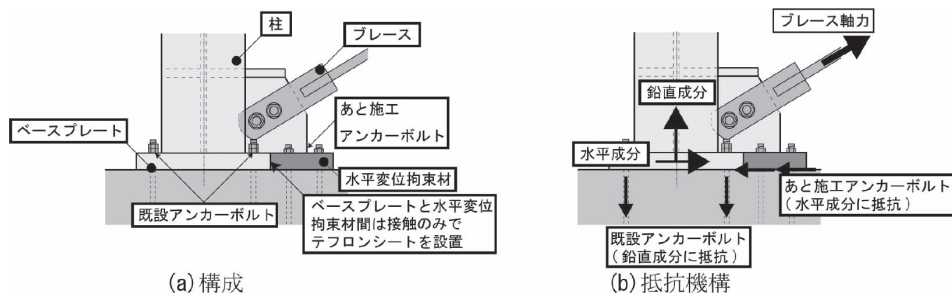 柱
ブレース
あと施工
アンカーボルト
ベースプレート
水平変位拘束材
既設アンカーボルト
ベースプレートと水平変位
拘束材間は接触のみで
テフロンシートを設置
(a)構成
ブレース軸力
鉛直成分
水平成分
あと施工アンカーボルト
(水平成分に抵抗)
既設アンカーボルト
(鉛直成分に抵抗)
(b)抵抗機構